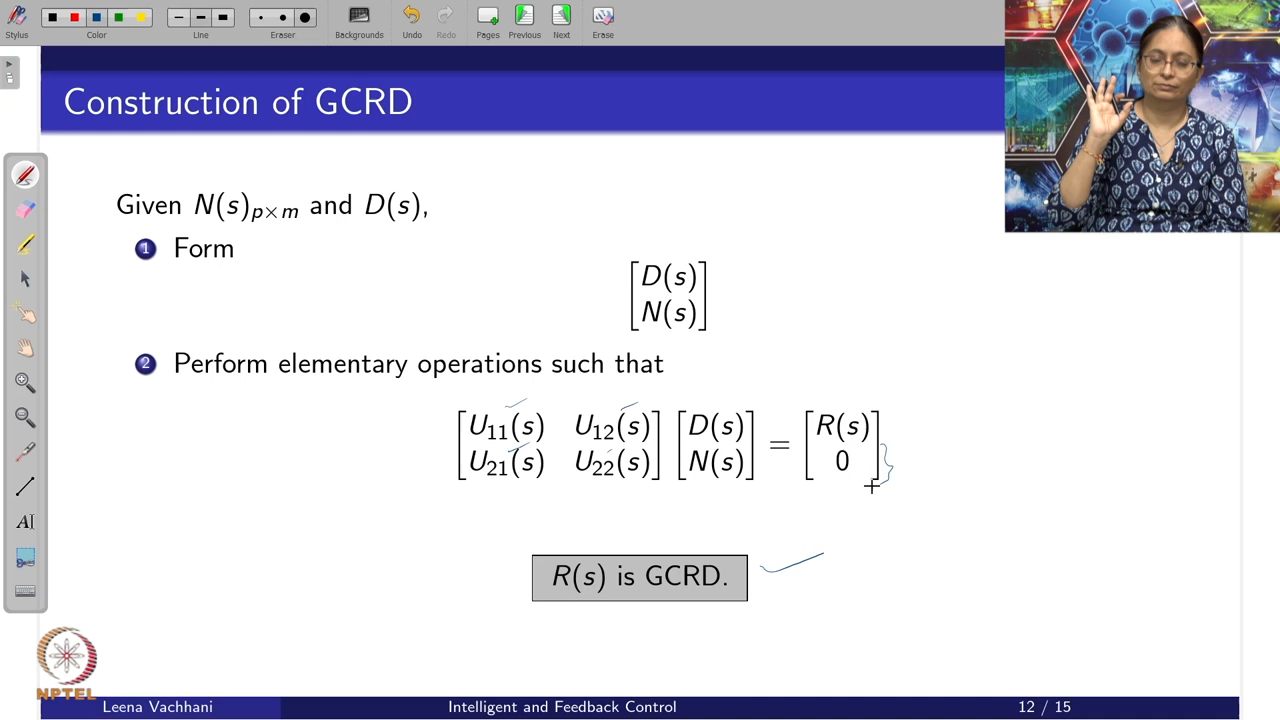 Stylus Color Line Eraser Backgrounds Undo Redo Pages Previous Next Erase
Construction of GCRD
Given N(s)ₚₓₘ and D(s),
1 Form
[D(s)
N(s)]
2 Perform elementary operations such that
[U₁₁(s) U₁₂(s)] [D(s)] = [R(s)]
[U₂₁(s) U₂₂(s)] [N(s)] [0]
R(s) is GCRD.
NPTEL
Leena Vachhani Intelligent and Feedback Control 12 / 15